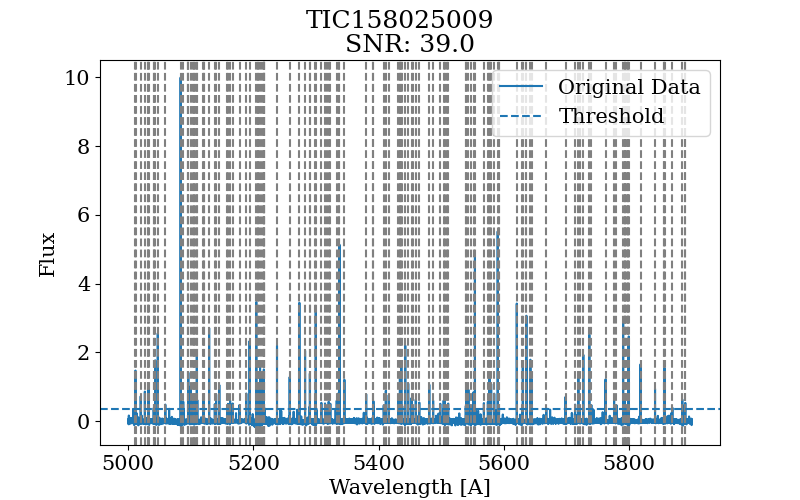 TIC158025009
SNR: 39.0
Original Data
Threshold
Flux
10
8
6
4
2
0
5000 5200 5400 5600 5800
Wavelength [A]